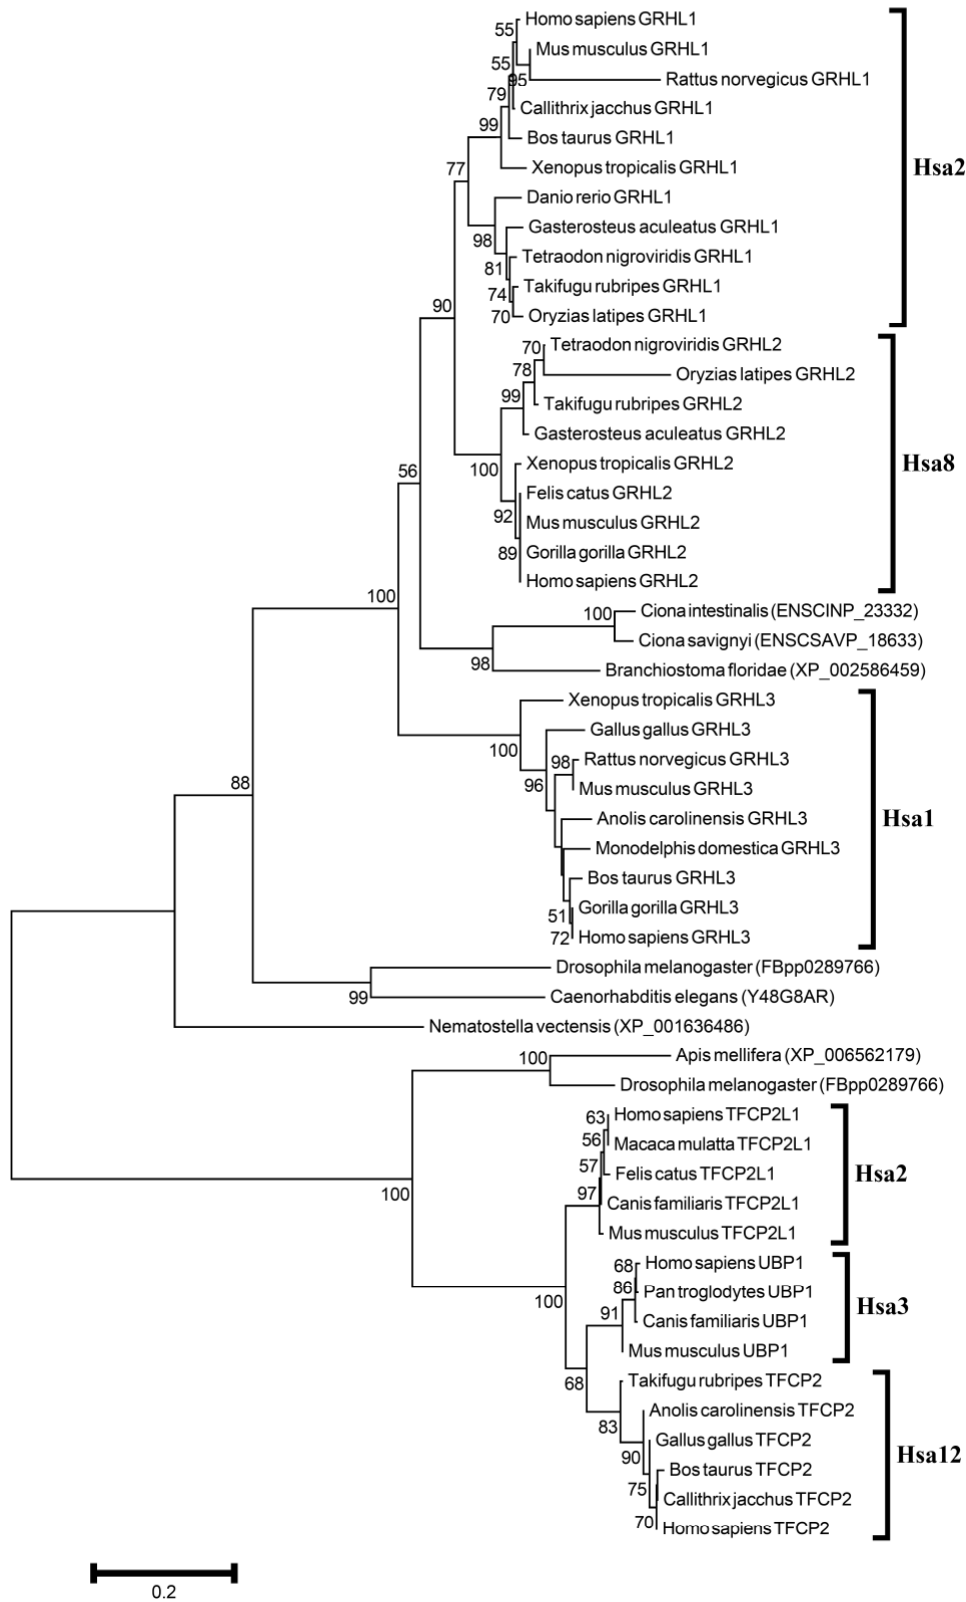 Homo sapiens GRHL1
55
Mus musculus GRHL1
55
95
Rattus norvegicus GRHL1
79
Callithrix jacchus GRHL1
99
Bos taurus GRHL1
77
Xenopus tropicalis GRHL1
Hsa2
Danio rerio GRHL1
Gasterosteus aculeatus GRHL1
98
Tetraodon nigroviridis GRHL1
81
Takifugu rubripes GRHL1
74
90
70
Oryzias latipes GRHL1
70
Tetraodon nigroviridis GRHL2
78
Oryzias latipes GRHL2
99
Takifugu rubripes GRHL2
Gasterosteus aculeatus GRHL2
56
100
Xenopus tropicalis GRHL2
Hsa8
Felis catus GRHL2
92
Mus musculus GRHL2
89
Gorilla gorilla GRHL2
Homo sapiens GRHL2
100
100
Ciona intestinalis (ENSCINP_23332)
Ciona savignyi (ENSCSAVP_18633)
98
Branchiostoma floridae (XP_002586459)
Xenopus tropicalis GRHL3
Gallus gallus GRHL3
100
98
Rattus norvegicus GRHL3
88
96
Mus musculus GRHL3
Anolis carolinensis GRHL3
Hsa1
Monodelphis domestica GRHL3
Bos taurus GRHL3
Gorilla gorilla GRHL3
51
72
Homo sapiens GRHL3
Drosophila melanogaster (FBpp0289766)
99
Caenorhabditis elegans (Y48G8AR)
Nematostella vectensis (XP_001636486)
100
Apis mellifera (XP_006562179)
Drosophila melanogaster (FBpp0289766)
63
Homo sapiens TFCP2L1
56
Macaca mulatta TFCP2L1
57
Felis catus TFCP2L1
Hsa2
100
97
Canis familiaris TFCP2L1
Mus musculus TFCP2L1
68
Homo sapiens UBP1
86
Pan troglodytes UBP1
Hsa3
100
91
Canis familiaris UBP1
Mus musculus UBP1
68
Takifugu rubripes TFCP2
Anolis carolinensis TFCP2
83
Gallus gallus TFCP2
90
Hsa12
Bos taurus TFCP2
75
Callithrix jacchus TFCP2
70
Homo sapiens TFCP2
0.2